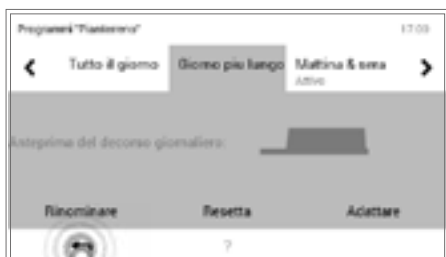 Programmi "Pianterreno" 17:03
Tutto il giorno Giorno più lungo Mattina & sera
Attivo
Anteprima del decorso giornaliero:
Rinominare Resetta Adattare
?